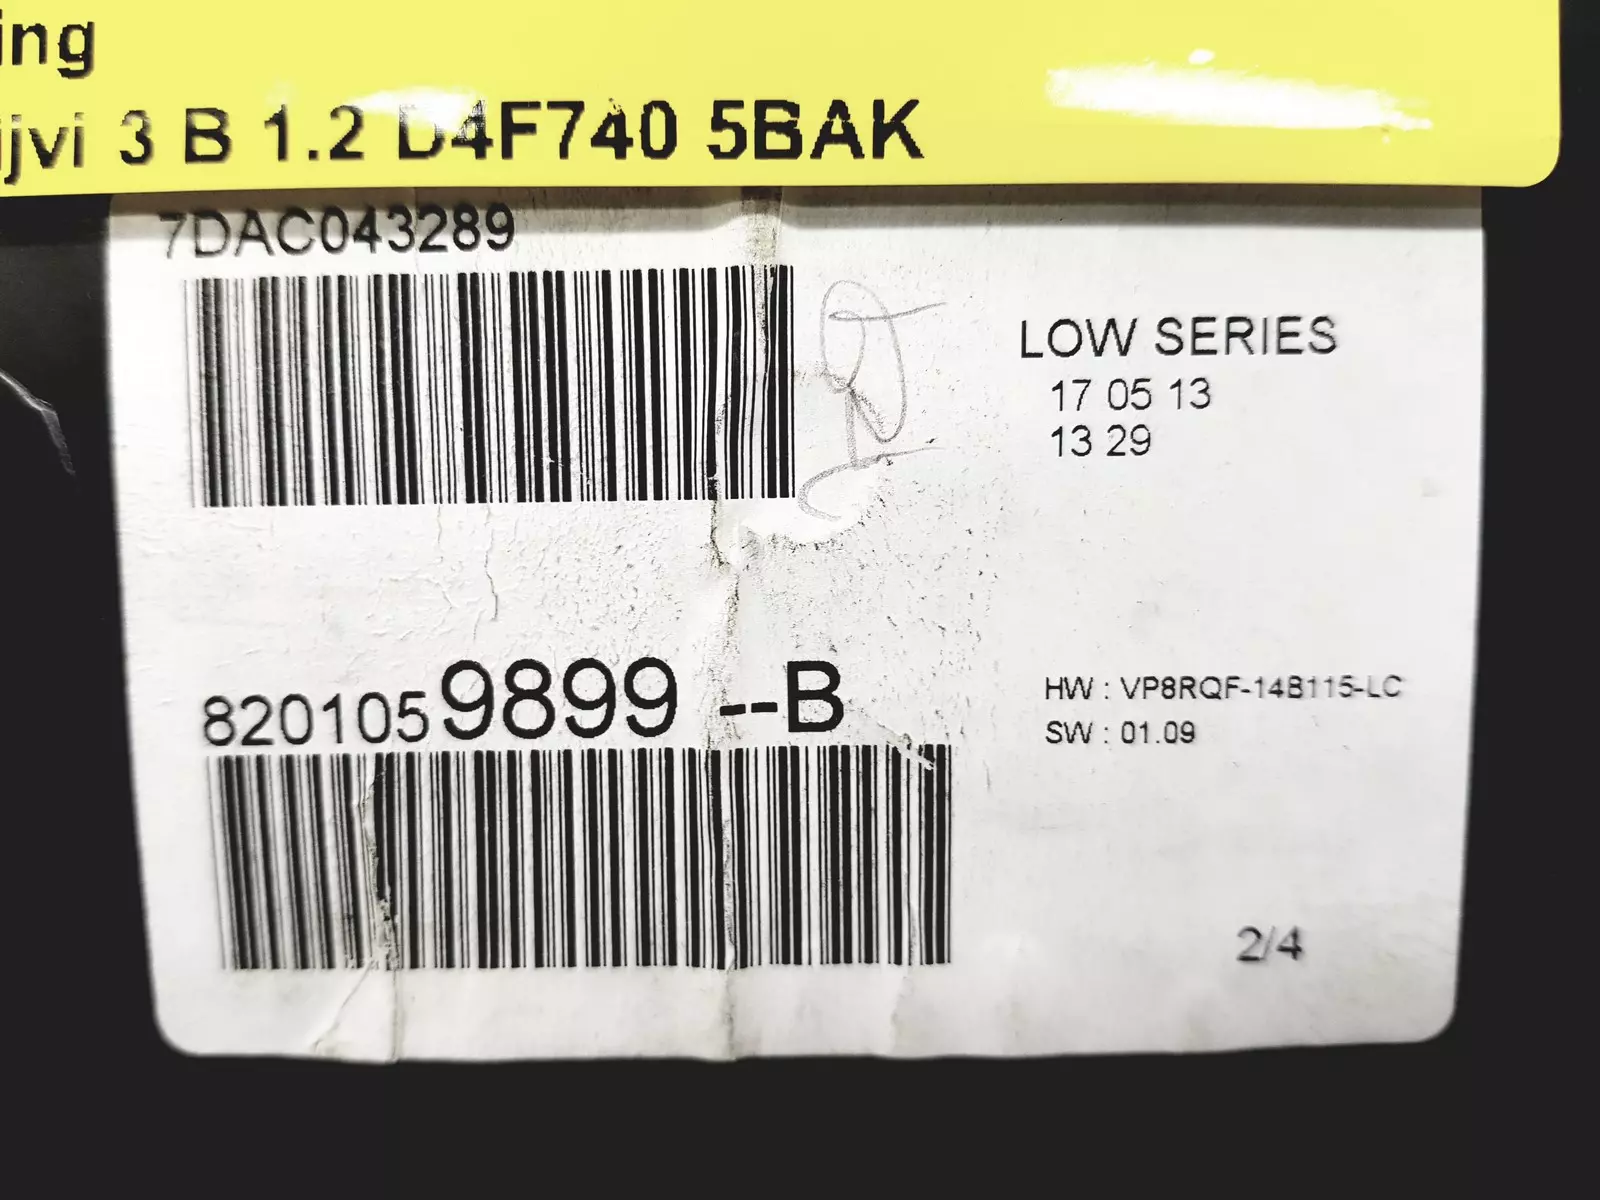 ing
ijvi 3 B 1.2 D4F740 5BAK
7DAC043289
LOW SERIES
17 05 13
13 29
8201059899 --B
HW : VP8RQF-14B115-LC
SW : 01.09
2/4